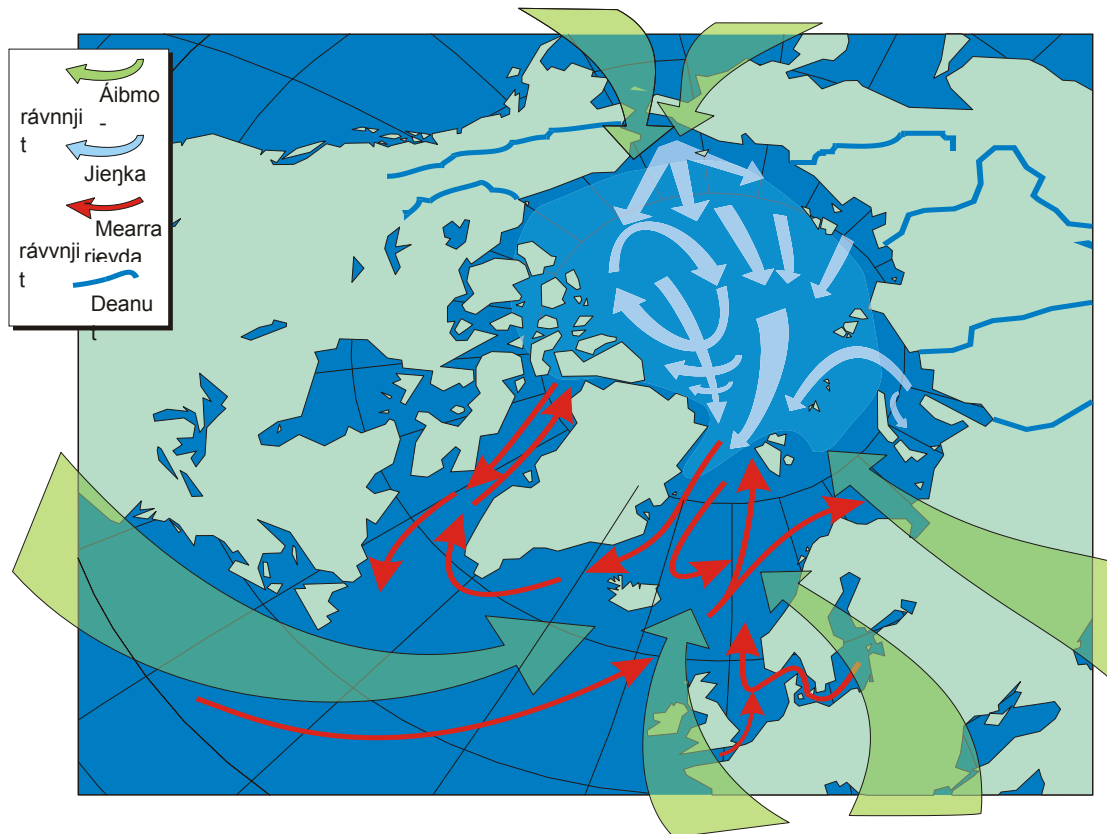 Áibmo
rávnnji -
t
Jieŋka
Mearra
rávvnji rievda
t
Deanu
t